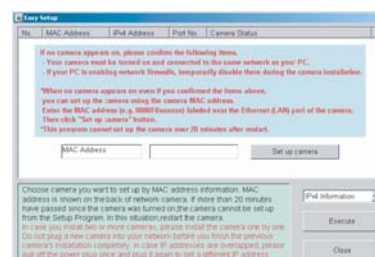 Easy Setup
No. MAC Address IPv4 Address Port No. Camera Status
If no camera appears on, please confirm the following items.
- Your camera must be turned on and connected to the same network as your PC.
- If your PC is enabling network firewalls, temporarily disable them during the camera installation.
*When no camera appears on even if you confirmed the items above,
you can set up the camera using the camera MAC address.
Enter the MAC address (e.g. 0080F0xxxxxx) labeled over the Ethernet (LAN) port of the camera.
Then click "Set up camera" button.
*This program cannot set up the camera over 20 minutes after restart.
MAC Address Set up camera
Choose camera you want to set up by MAC address information. MAC
address is shown on the back of network camera. If more than 20 minutes
have passed since the camera was turned on,the camera cannot be set up
from the Setup Program. In this situation,restart the camera.
In case you install two or more cameras, please install the camera one by one.
Do not plug a new camera into your network before you finish the previous
camera's installation completely. In case IP addresses are overlapped, please
pull off the power plug once and plug it again to get a different IP address
IPv4 Information
Execute
Close